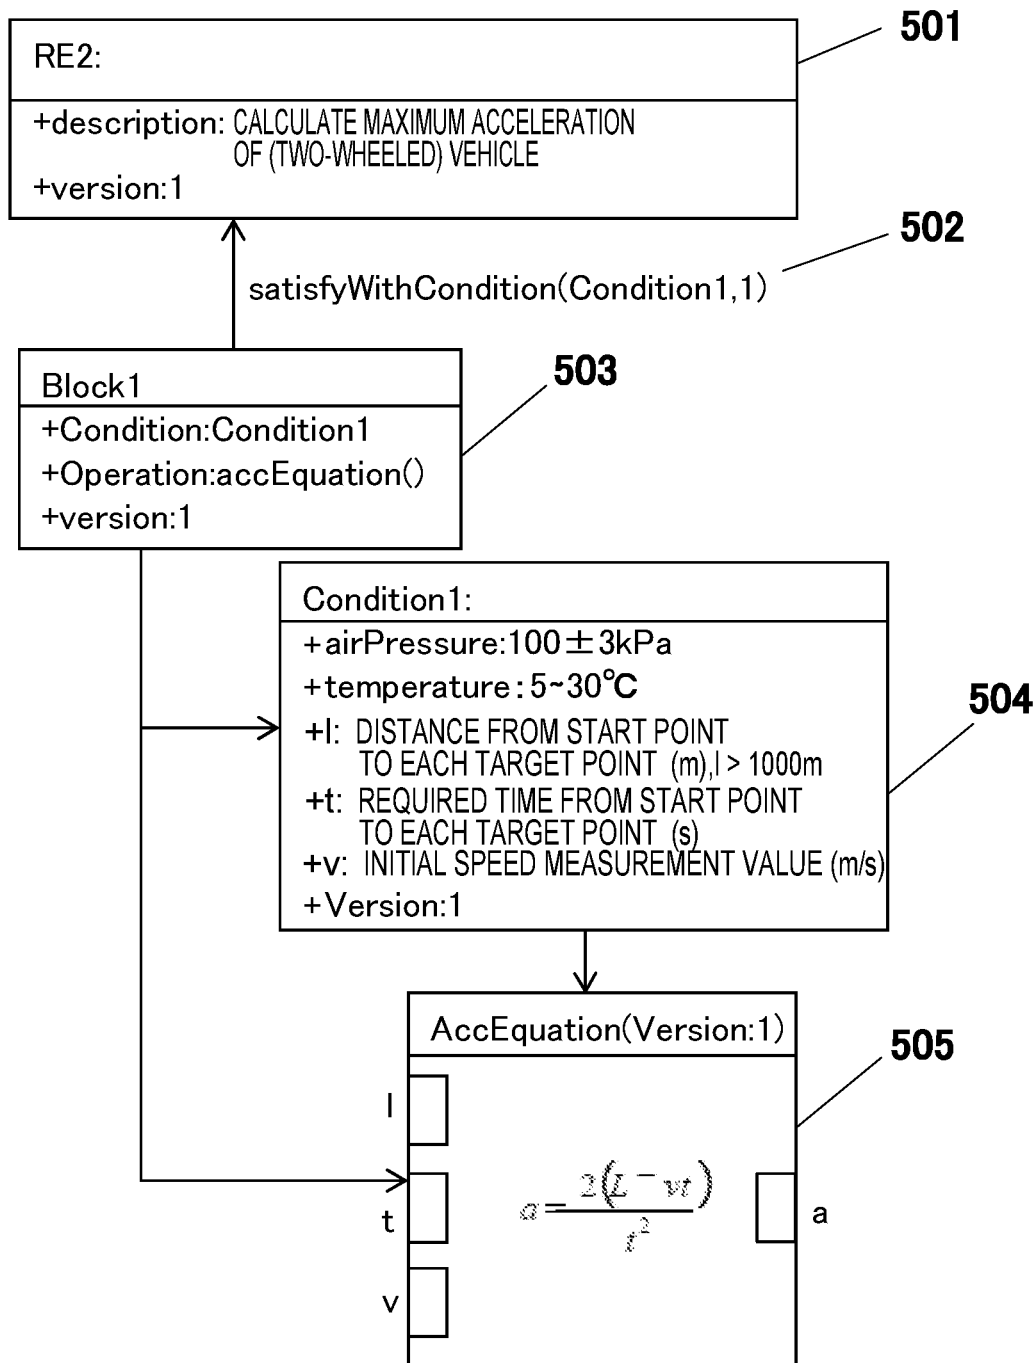 501
RE2:
+description: CALCULATE MAXIMUM ACCELERATION
OF (TWO-WHEELED) VEHICLE
+version:1
502
satisfyWithCondition(Condition1,1)
503
Block1
+Condition:Condition1
+Operation:accEquation()
+version:1
504
Condition1:
+airPressure:100±3kPa
+temperature:5~30℃
+l: DISTANCE FROM START POINT
TO EACH TARGET POINT (m),l > 1000m
+t: REQUIRED TIME FROM START POINT
TO EACH TARGET POINT (s)
+v: INITIAL SPEED MEASUREMENT VALUE (m/s)
+Version:1
505
AccEquation(Version:1)
l
t
v
a = 2(L - vt) / t²
a